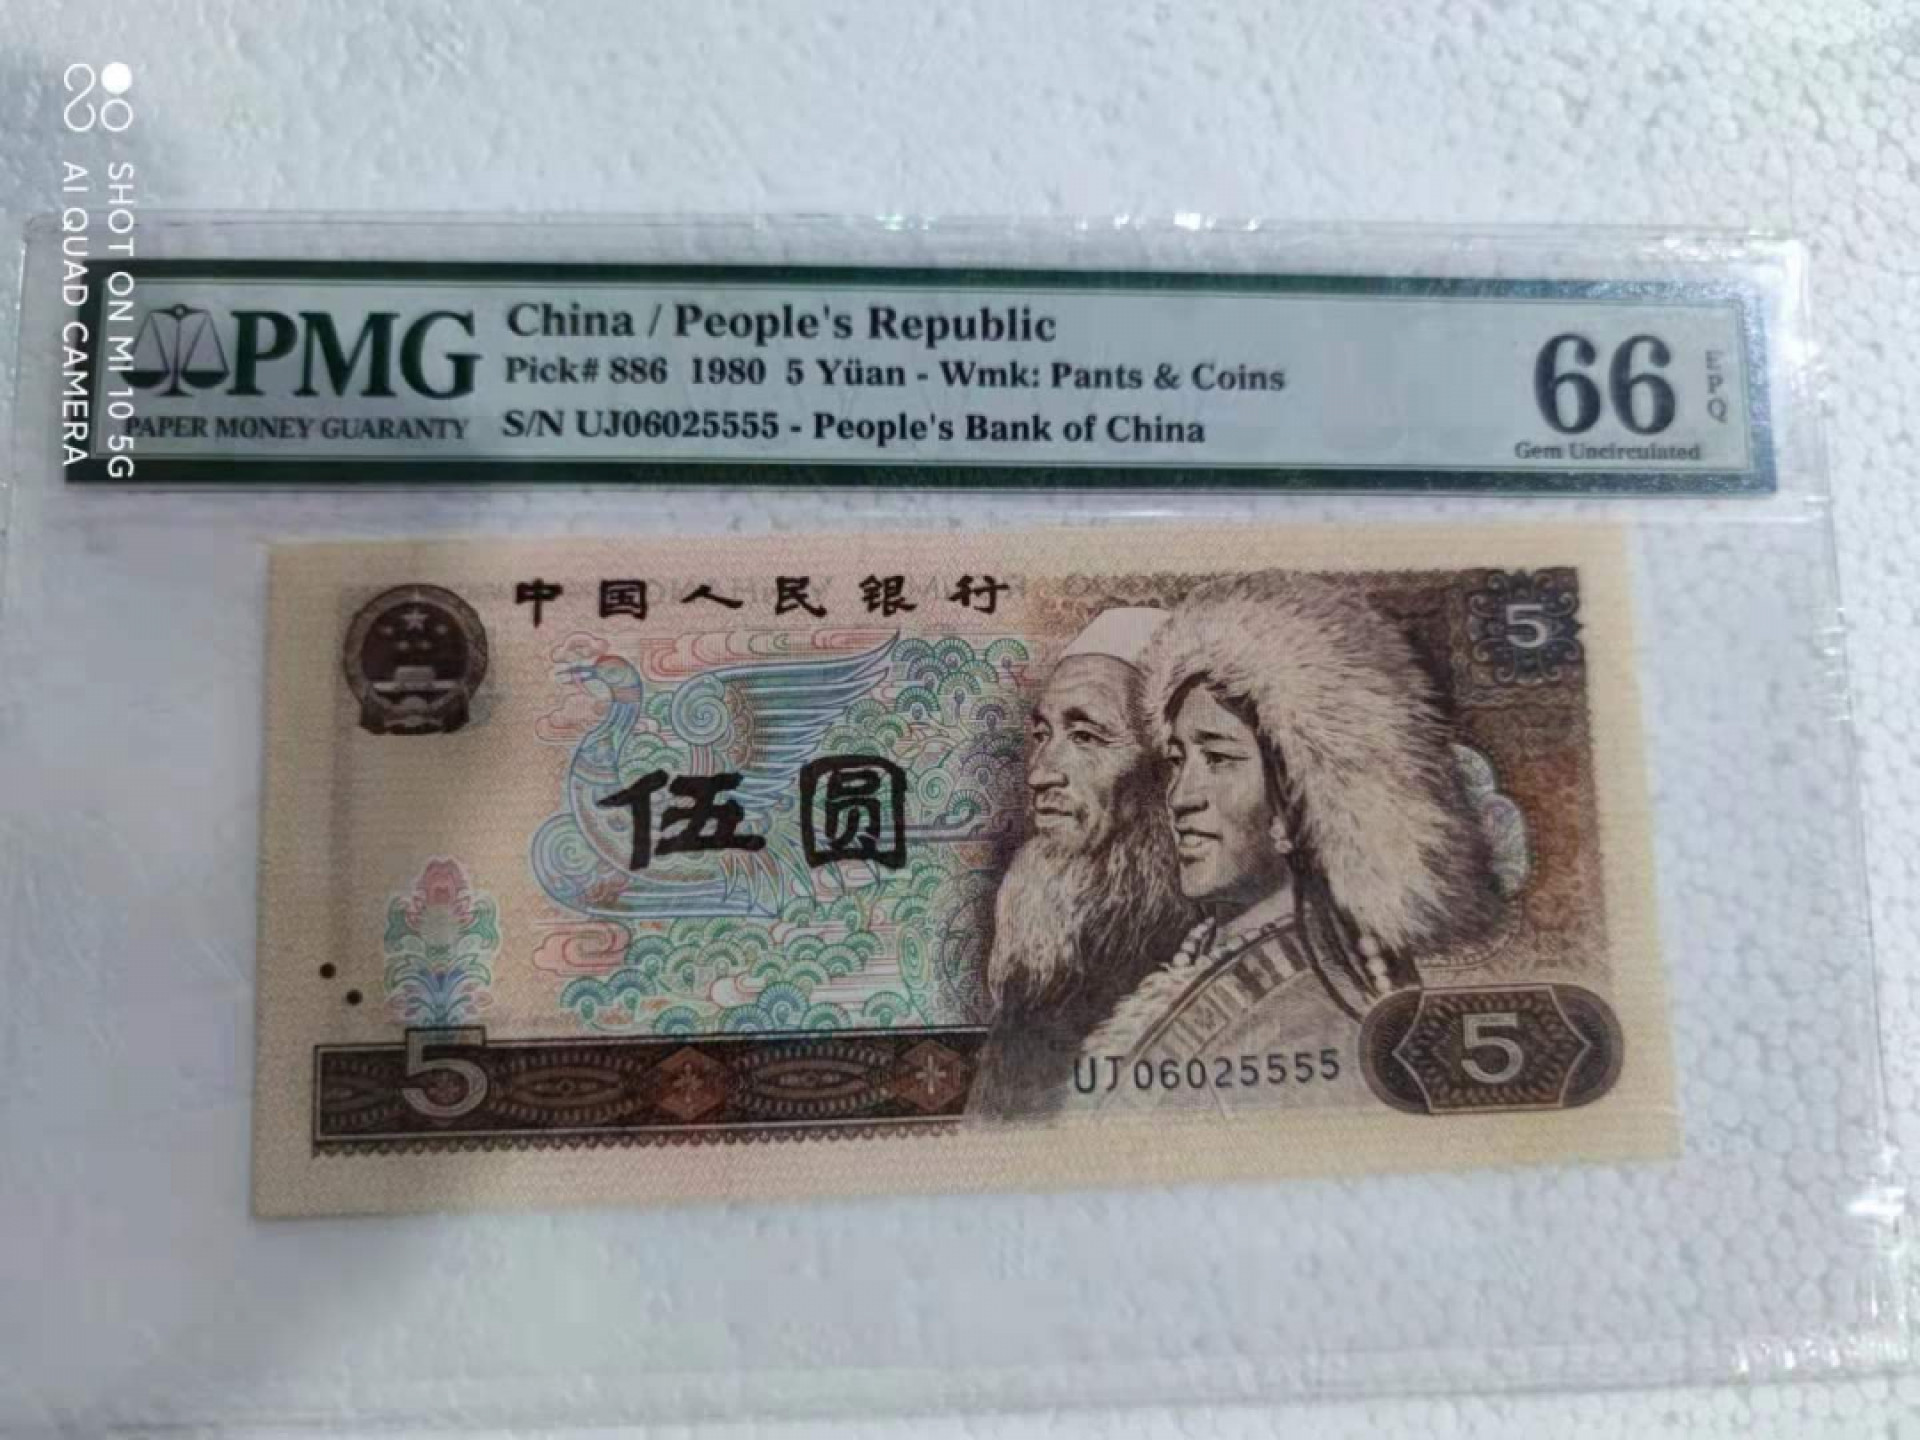 SHOT ON MI 10 5G
AI QUAD CAMERA
PMG
PAPER MONEY GUARANTY
China / People's Republic
Pick# 886 1980 5 Yüan - Wmk: Pants & Coins
S/N UJ06025555 - People's Bank of China
66
EPQ
Gem Uncirculated
中国人民银行
5
伍圆
5
UJ06025555
5